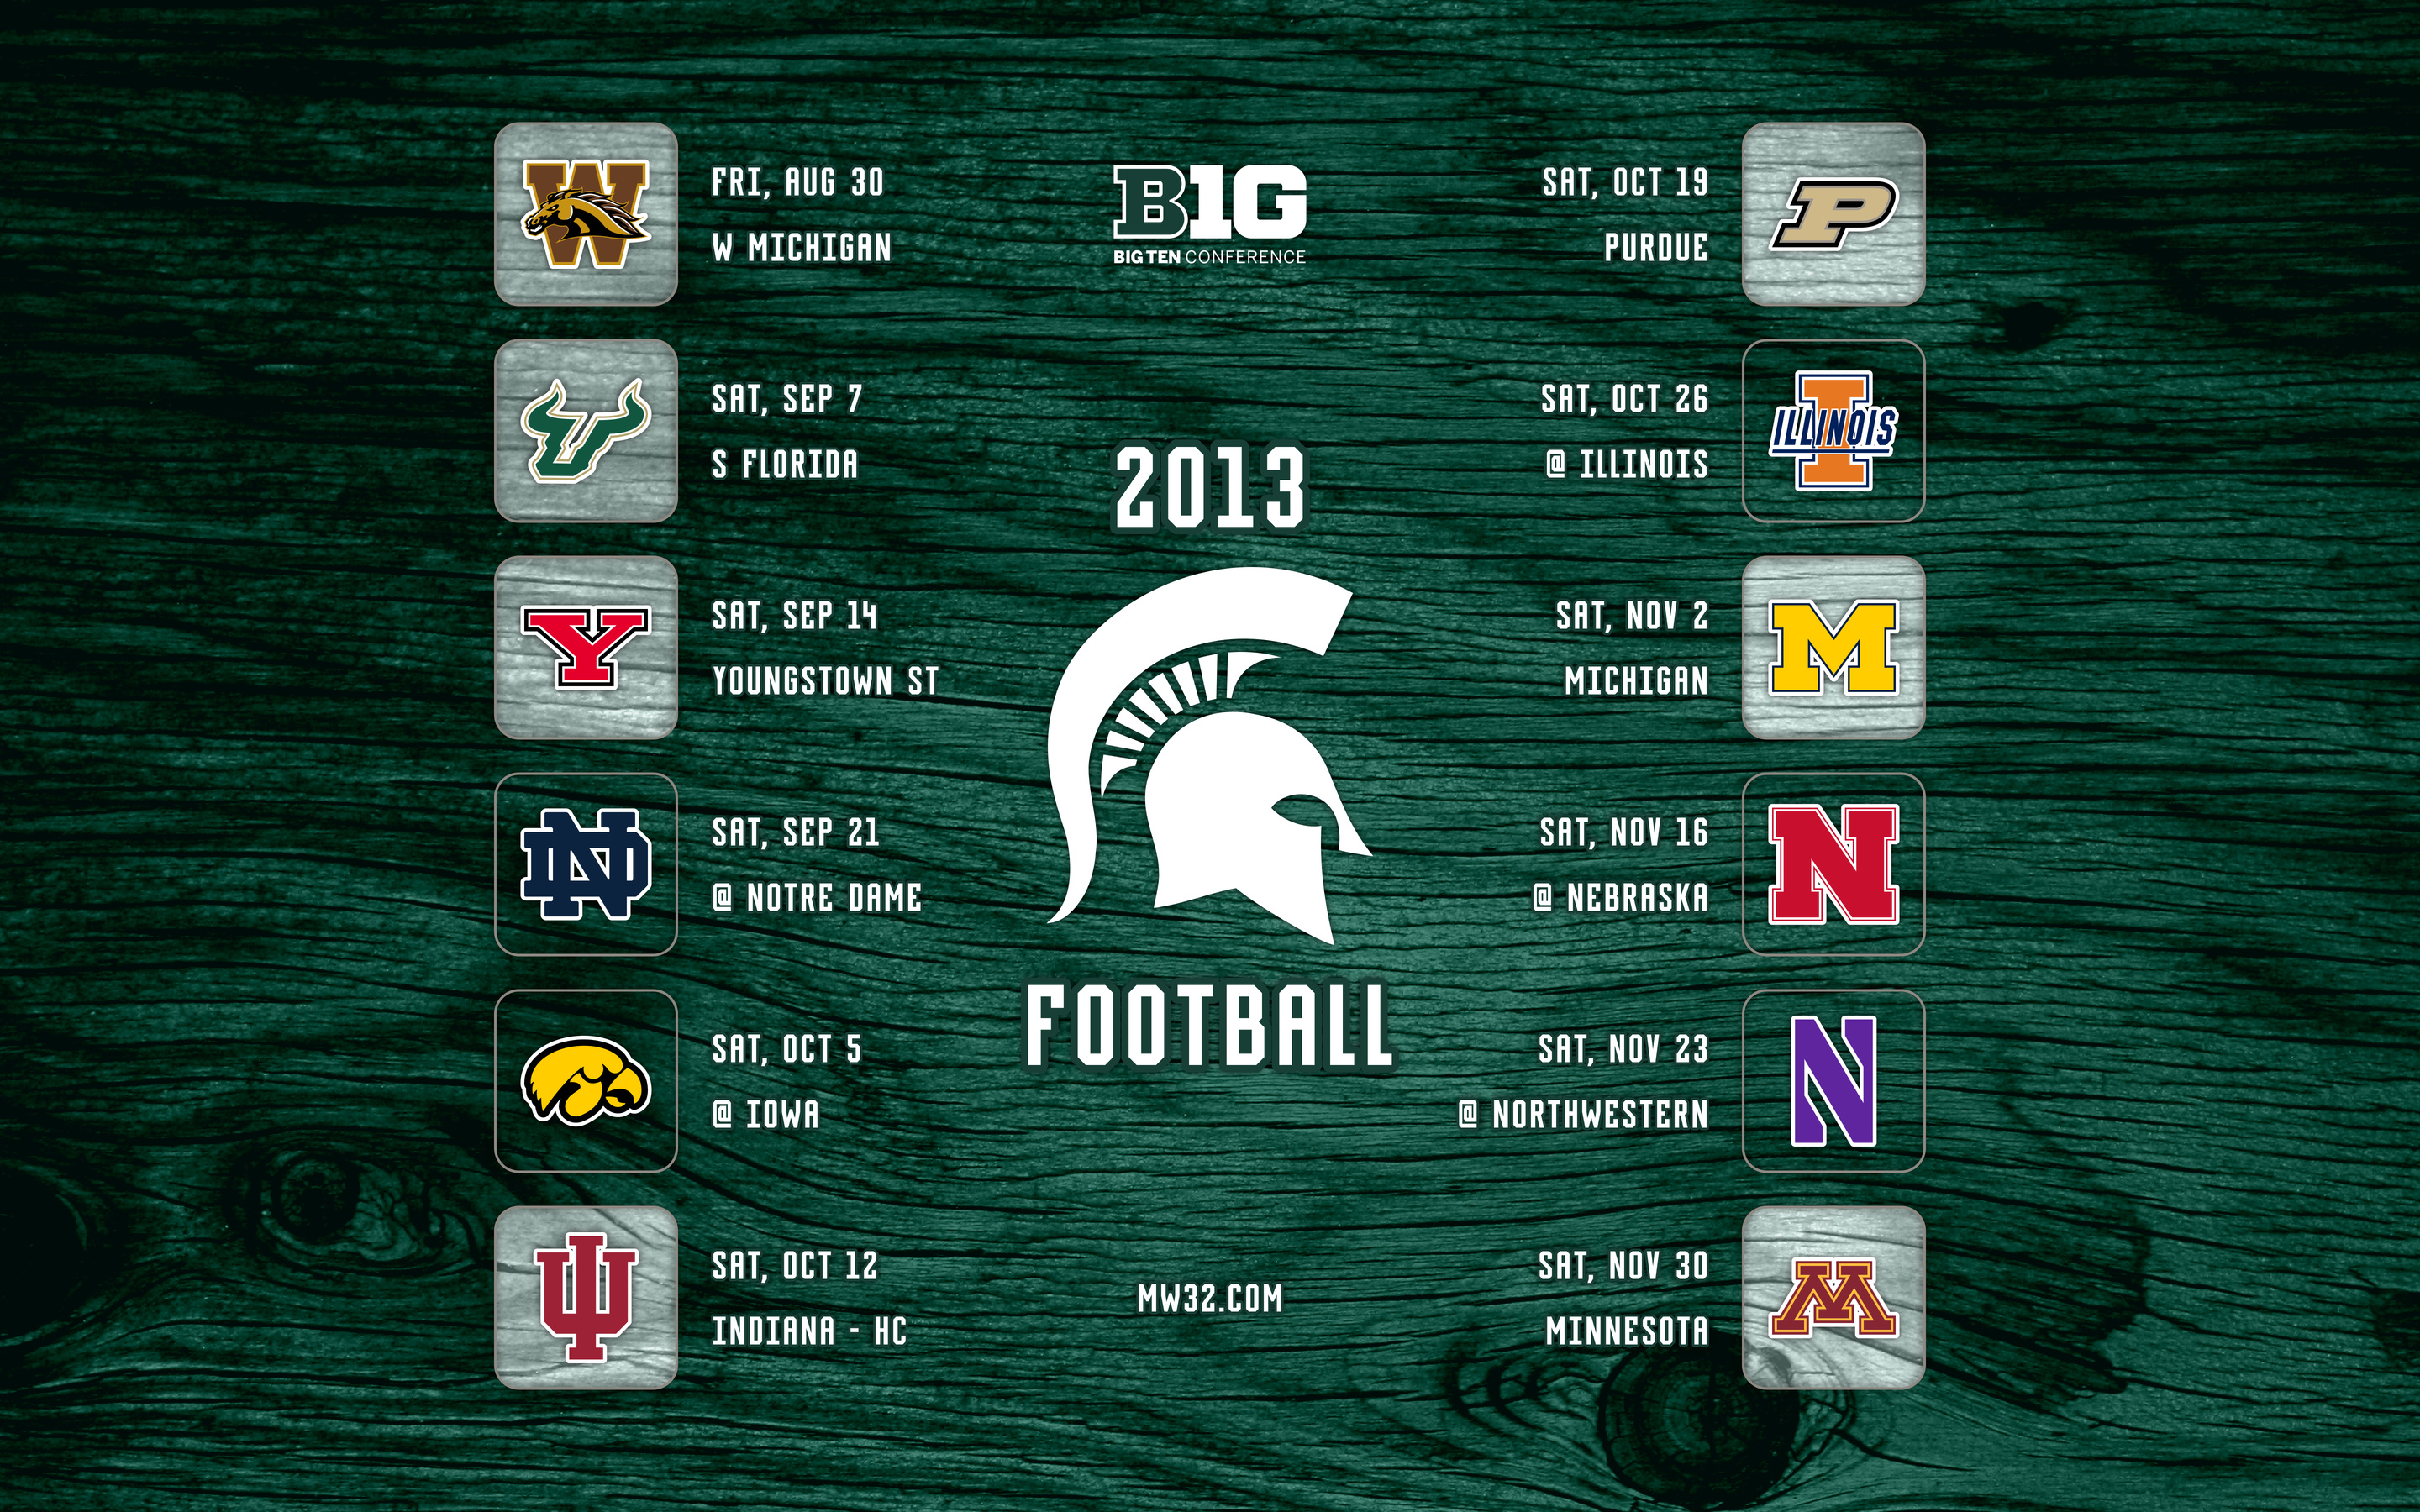 FRI, AUG 30
W MICHIGAN
SAT, SEP 7
S FLORIDA
SAT, SEP 14
YOUNGSTOWN ST
SAT, SEP 21
@ NOTRE DAME
SAT, OCT 5
@ IOWA
SAT, OCT 12
INDIANA - HC
B1G
BIG TEN CONFERENCE
2013
FOOTBALL
MW32.COM
SAT, OCT 19
PURDUE
P
SAT, OCT 26
@ ILLINOIS
ILLINOIS
SAT, NOV 2
MICHIGAN
M
SAT, NOV 16
@ NEBRASKA
N
SAT, NOV 23
@ NORTHWESTERN
N
SAT, NOV 30
MINNESOTA
M